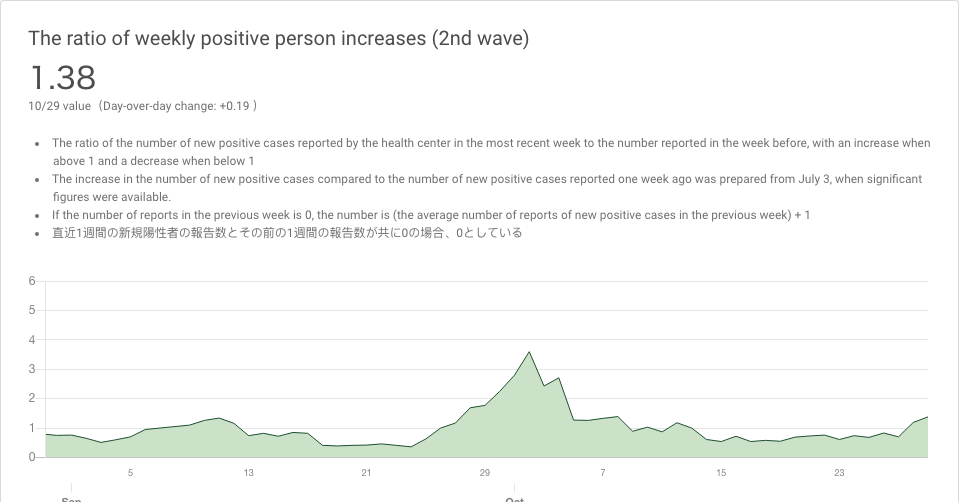 The ratio of weekly positive person increases (2nd wave)
1.38
10/29 value（Day-over-day change: +0.19 ）
The ratio of the number of new positive cases reported by the health center in the most recent week to the number reported in the week before, with an increase when
above 1 and a decrease when below 1
The increase in the number of new positive cases compared to the number of new positive cases reported one week ago was prepared from July 3, when significant
figures were available.
If the number of reports in the previous week is 0, the number is (the average number of reports of new positive cases in the previous week) + 1
直近1週間の新規陽性者の報告数とその前の1週間の報告数が共に0の場合、0としている
6
5
4
3
2
1
0
5 13 21 29 7 15 23
Sep Oct